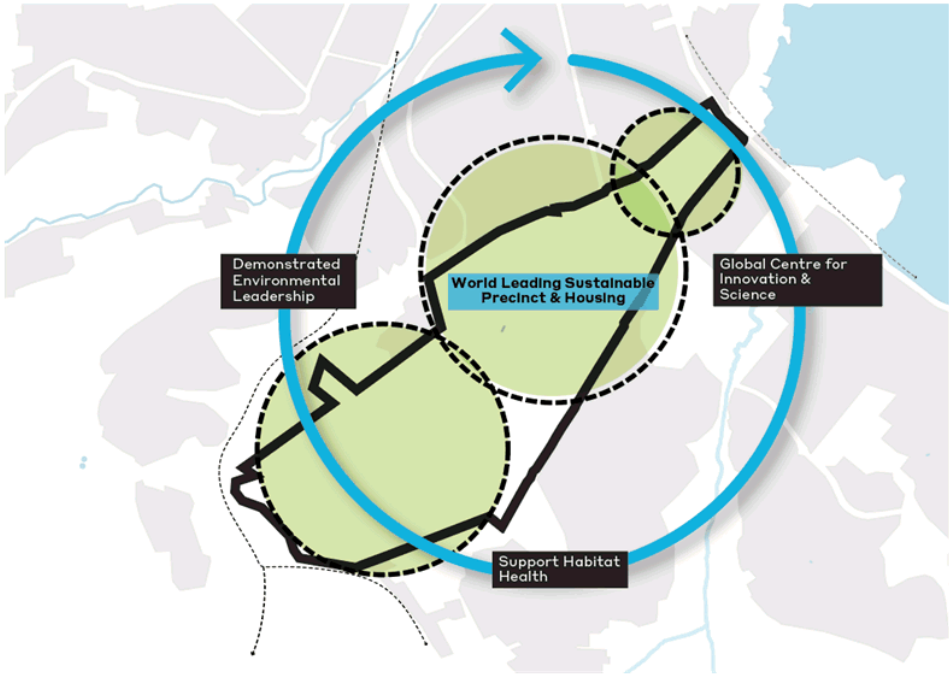 Demonstrated
Environmental
Leadership
World Leading Sustainable
Precinct & Housing
Global Centre for
Innovation &
Science
Support Habitat
Health